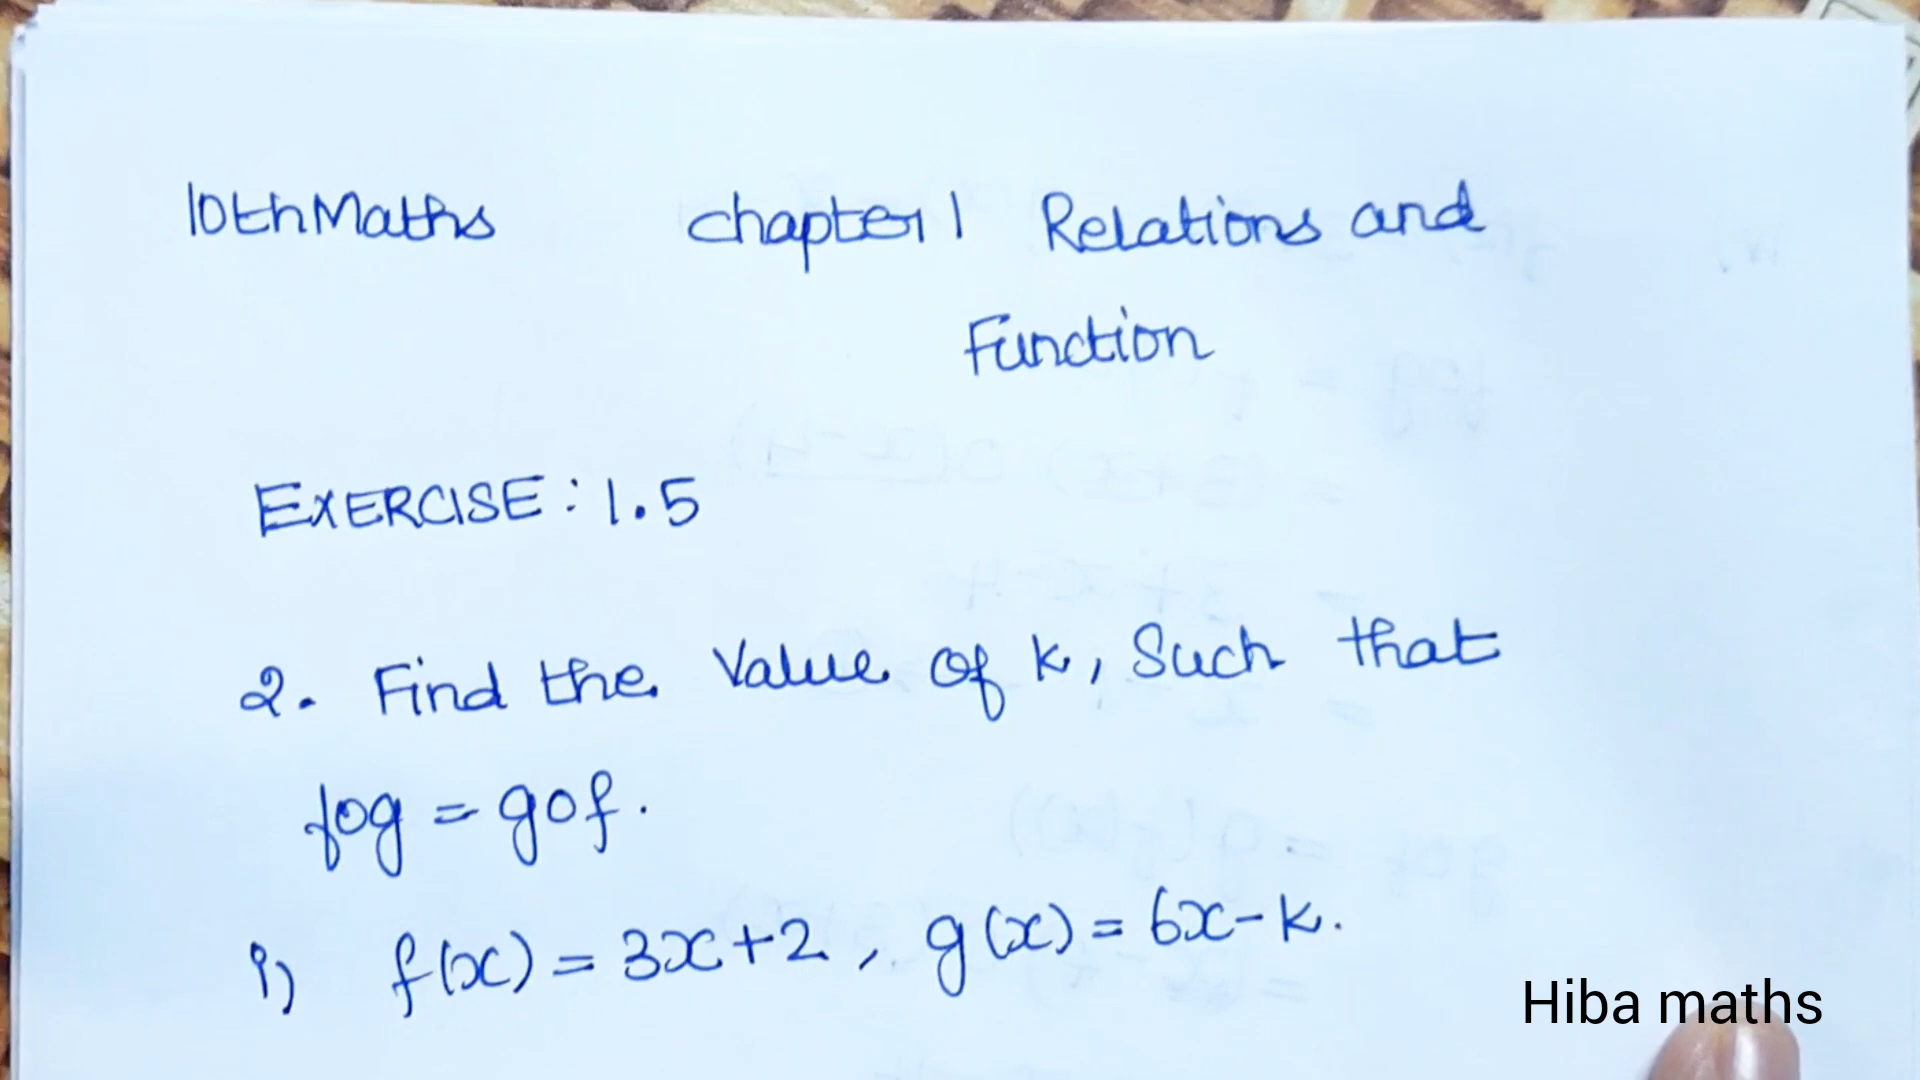 10thMaths chapter 1 Relations and
Function
EXERCISE : 1.5
2. Find the Value of k, Such that
fog = gof.
i) f(x) = 3x+2, g(x) = 6x-k.
Hiba maths